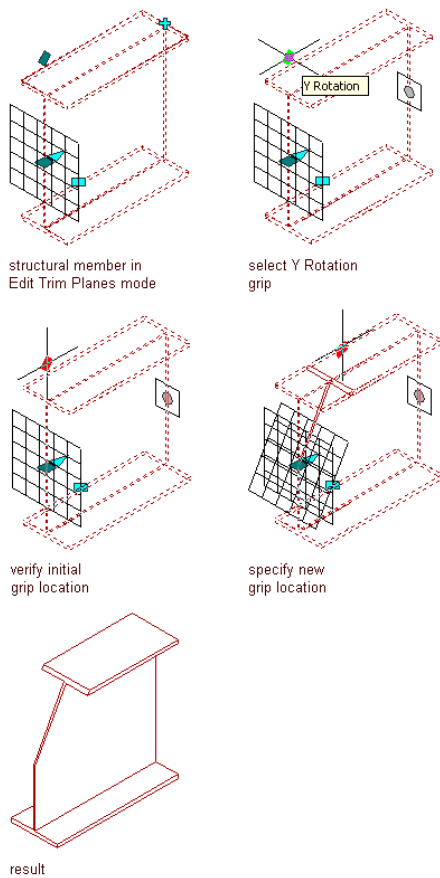 Y Rotation
structural member in
Edit Trim Planes mode
select Y Rotation
grip
verify initial
grip location
specify new
grip location
result